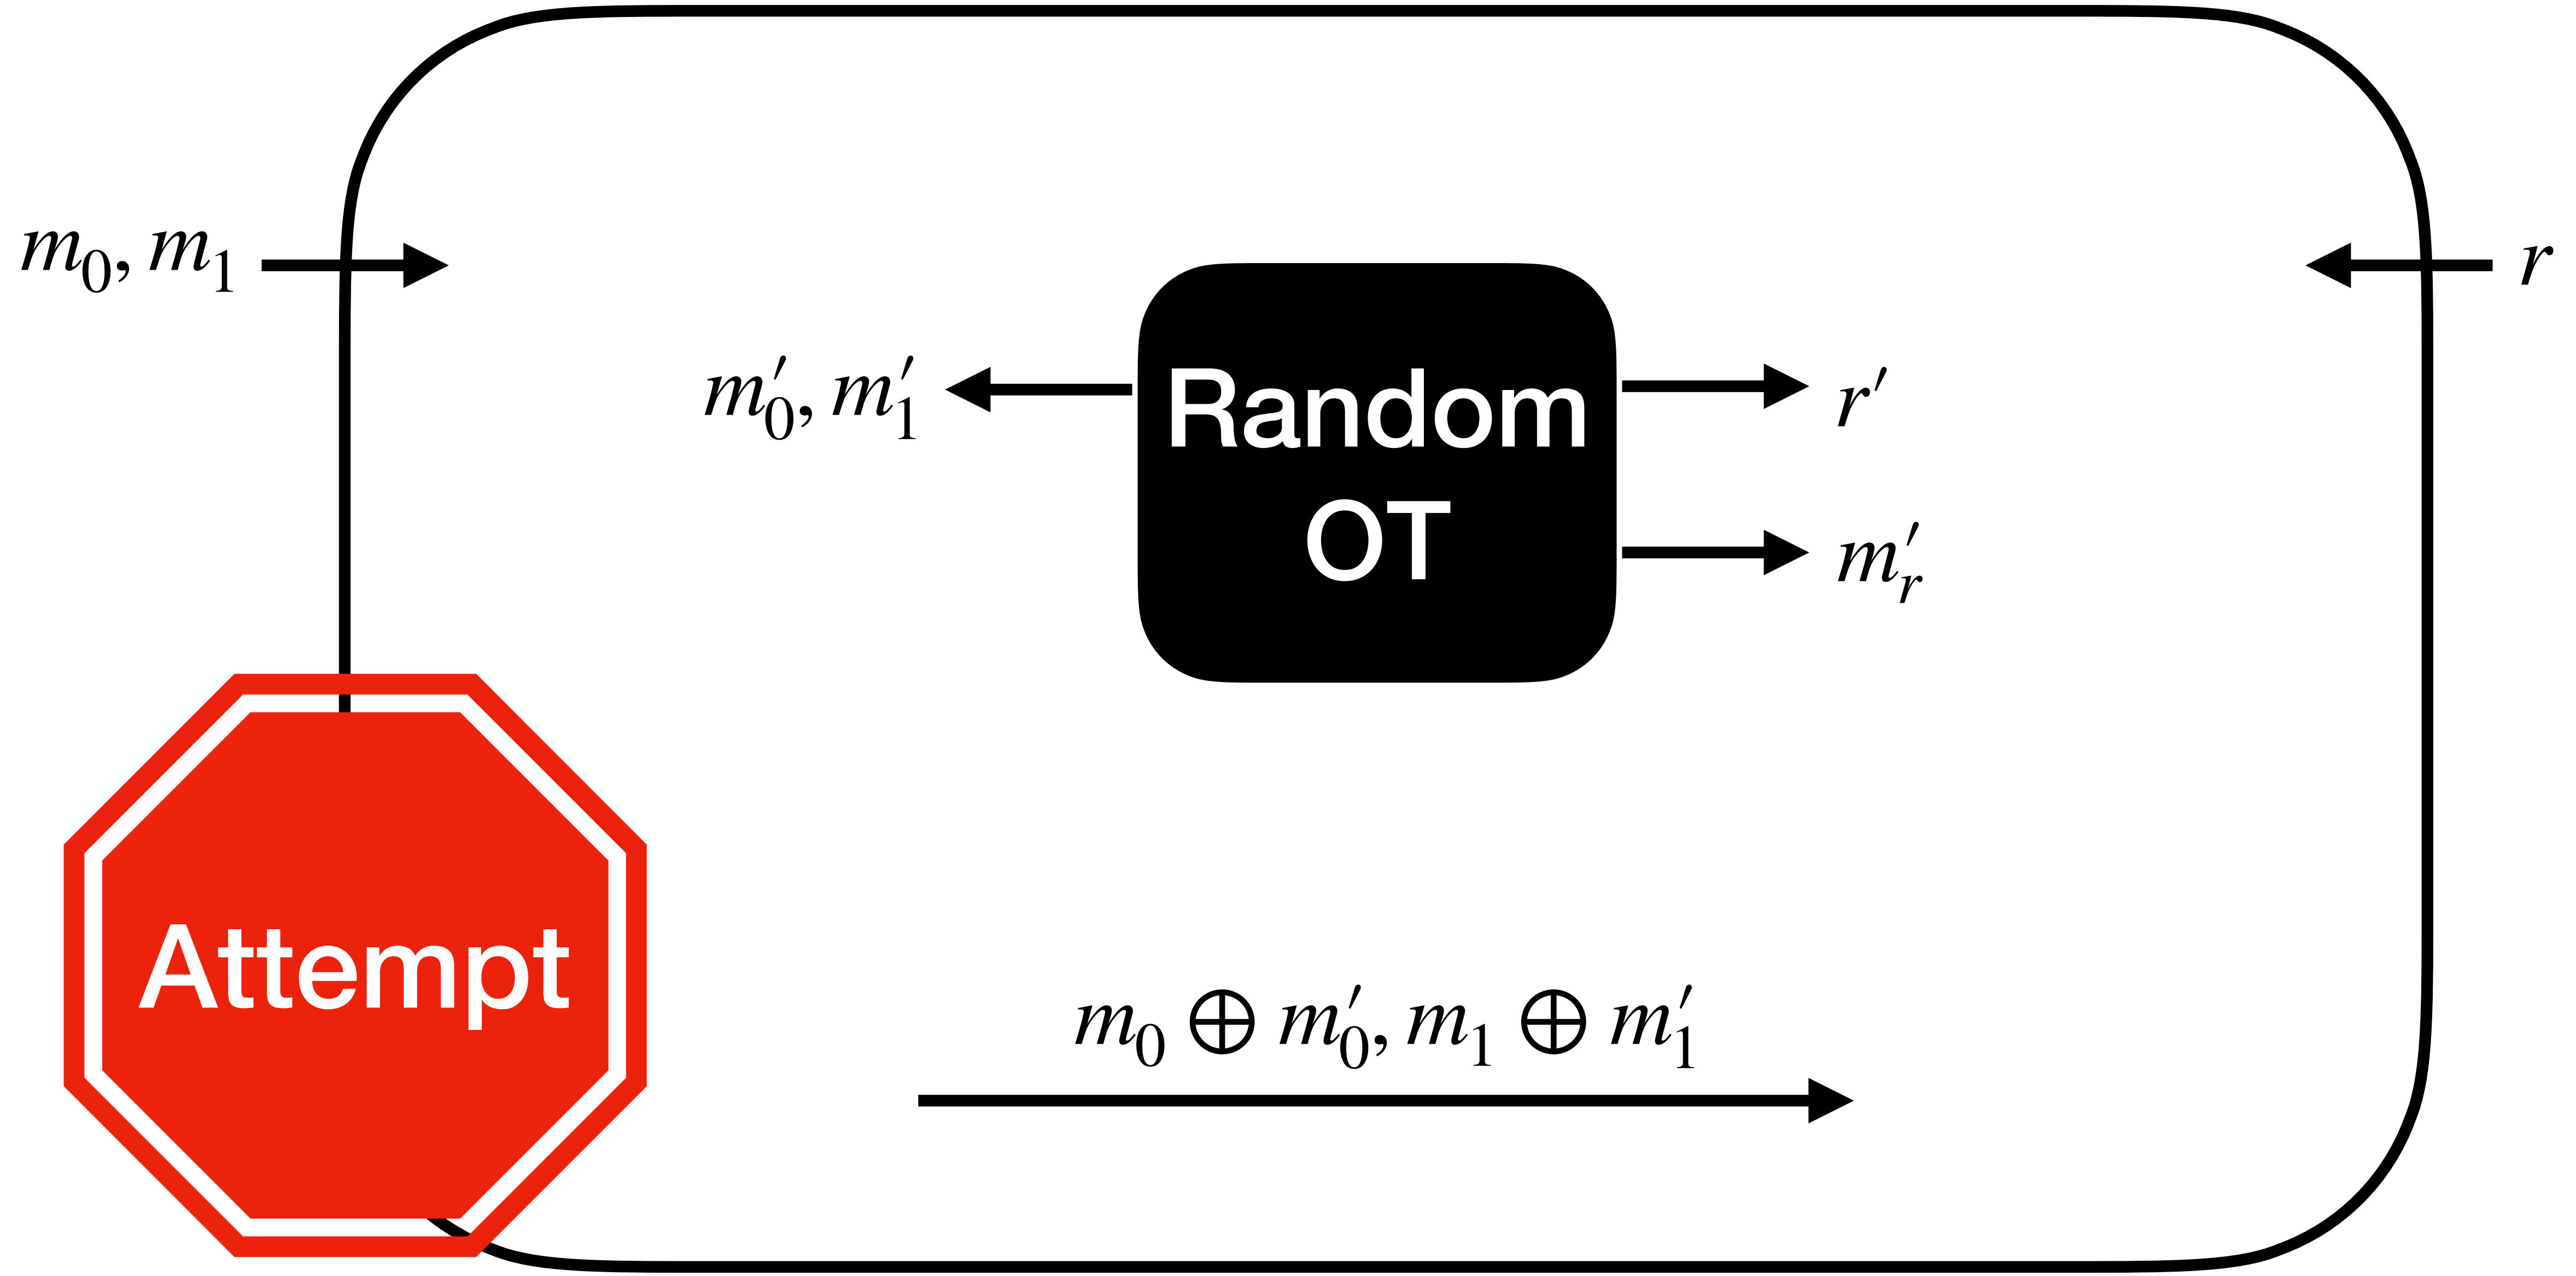 m₀, m₁
r
m′₀, m′₁
Random
OT
r′
m′ᵣ
Attempt
m₀ ⊕ m′₀, m₁ ⊕ m′₁